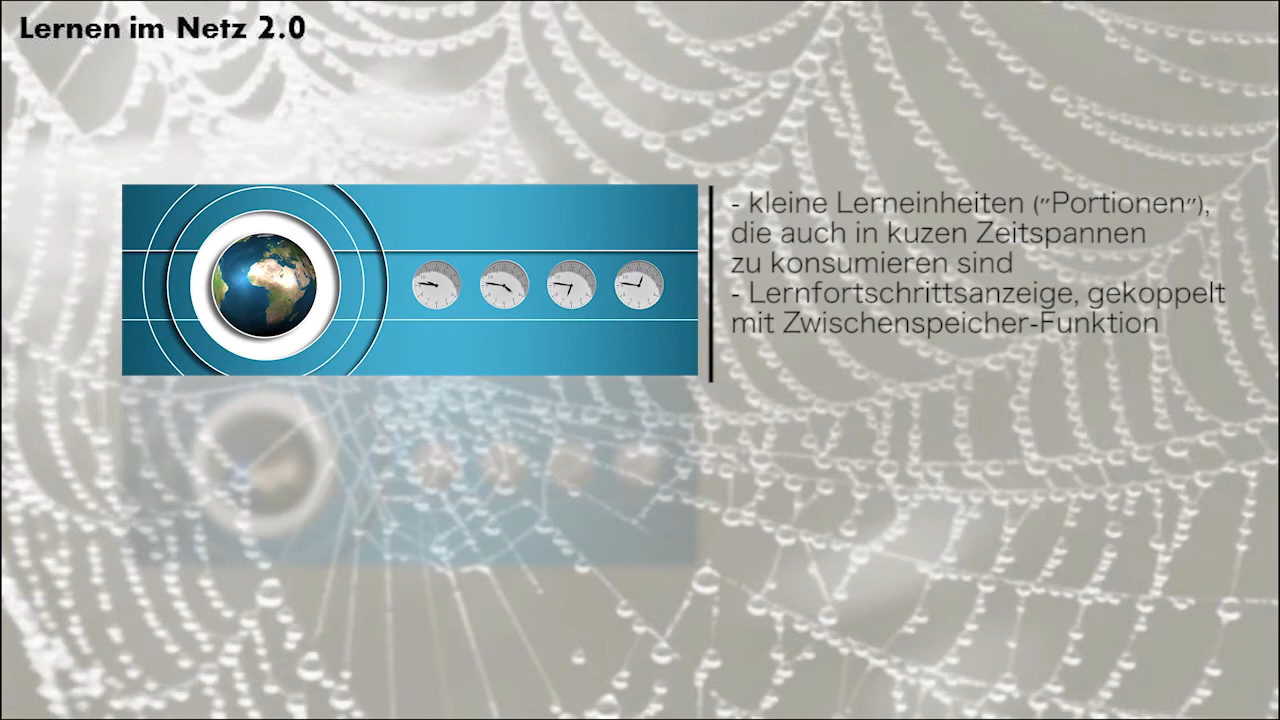 Lernen im Netz 2.0
- kleine Lerneinheiten ("Portionen"),
die auch in kuzen Zeitspannen
zu konsumieren sind
- Lernfortschrittsanzeige, gekoppelt
mit Zwischenspeicher-Funktion